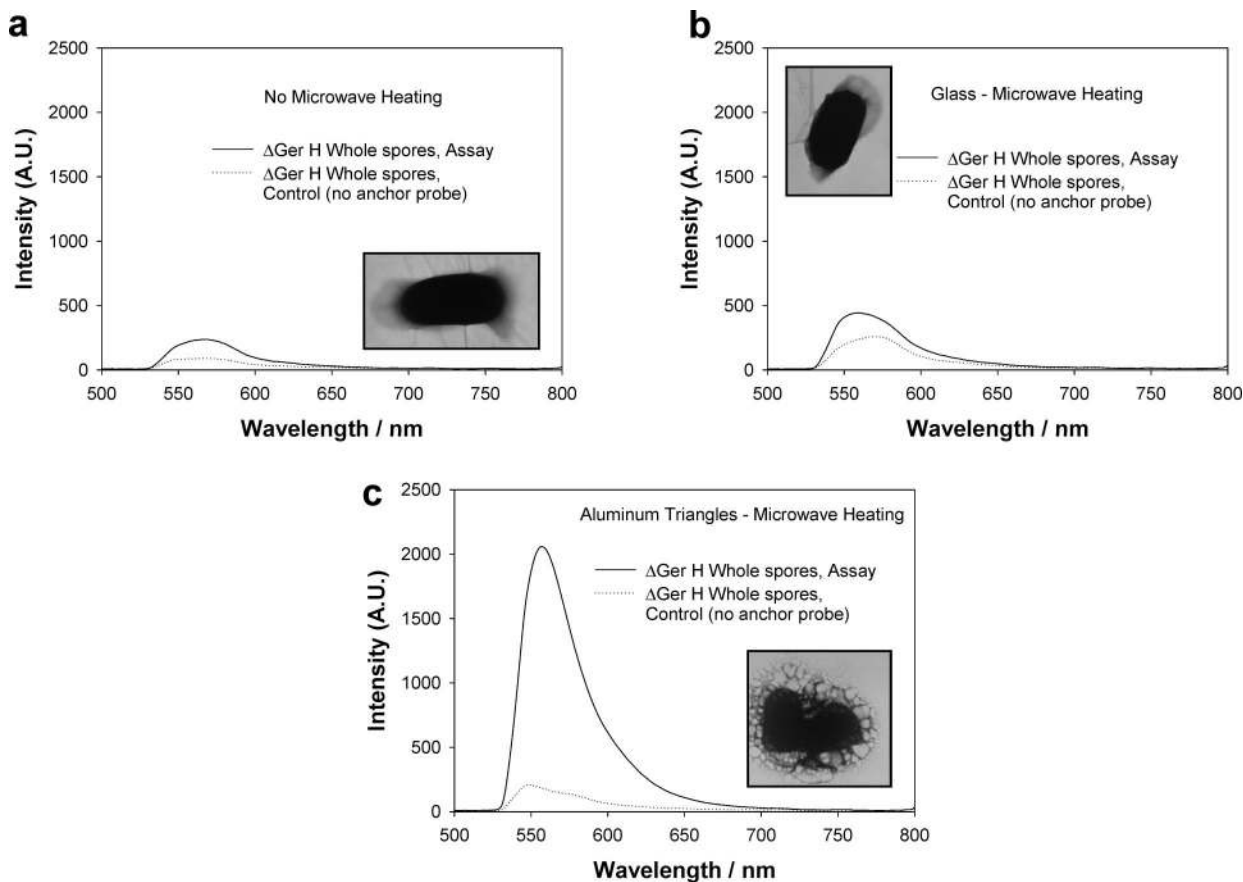 a
2500
2000
1500
1000
500
0
Intensity (A.U.)
No Microwave Heating
ΔGer H Whole spores, Assay
ΔGer H Whole spores,
Control (no anchor probe)
500 550 600 650 700 750 800
Wavelength / nm
b
2500
2000
1500
1000
500
0
Intensity (A.U.)
Glass - Microwave Heating
ΔGer H Whole spores, Assay
ΔGer H Whole spores,
Control (no anchor probe)
500 550 600 650 700 750 800
Wavelength / nm
c
2500
2000
1500
1000
500
0
Intensity (A.U.)
Aluminum Triangles - Microwave Heating
ΔGer H Whole spores, Assay
ΔGer H Whole spores,
Control (no anchor probe)
500 550 600 650 700 750 800
Wavelength / nm